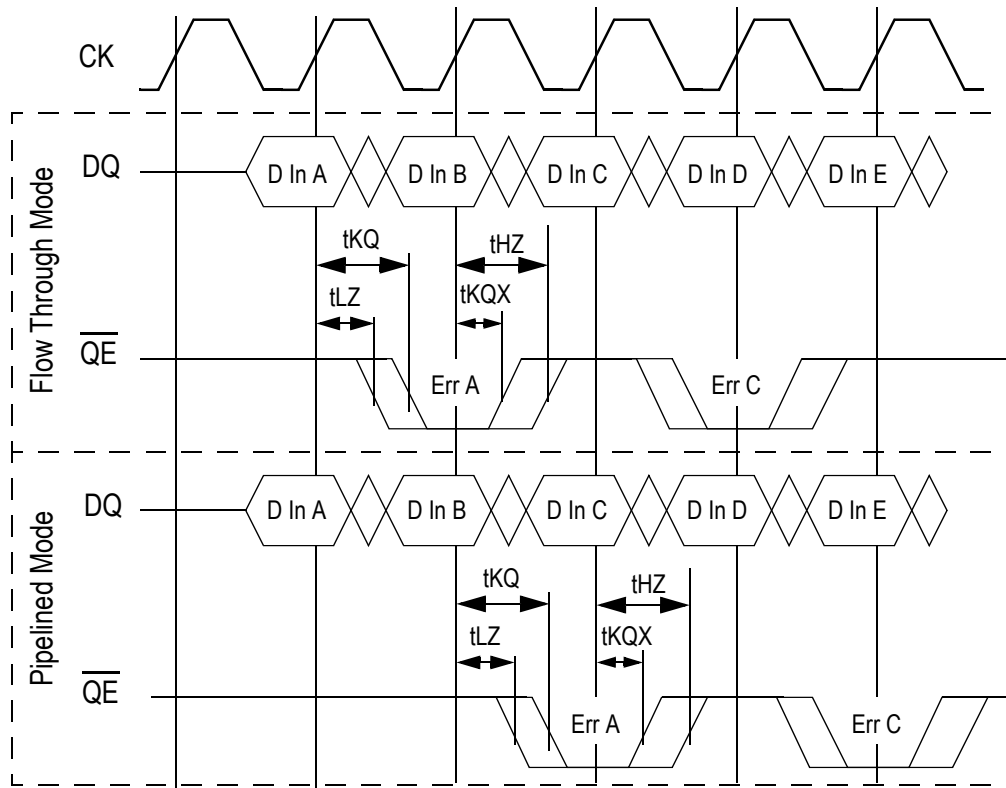 CK
Flow Through Mode
DQ
D In A
D In B
D In C
D In D
D In E
tKQ
tHZ
tLZ
tKQX
QE
Err A
Err C
Pipelined Mode
DQ
D In A
D In B
D In C
D In D
D In E
tKQ
tHZ
tLZ
tKQX
QE
Err A
Err C